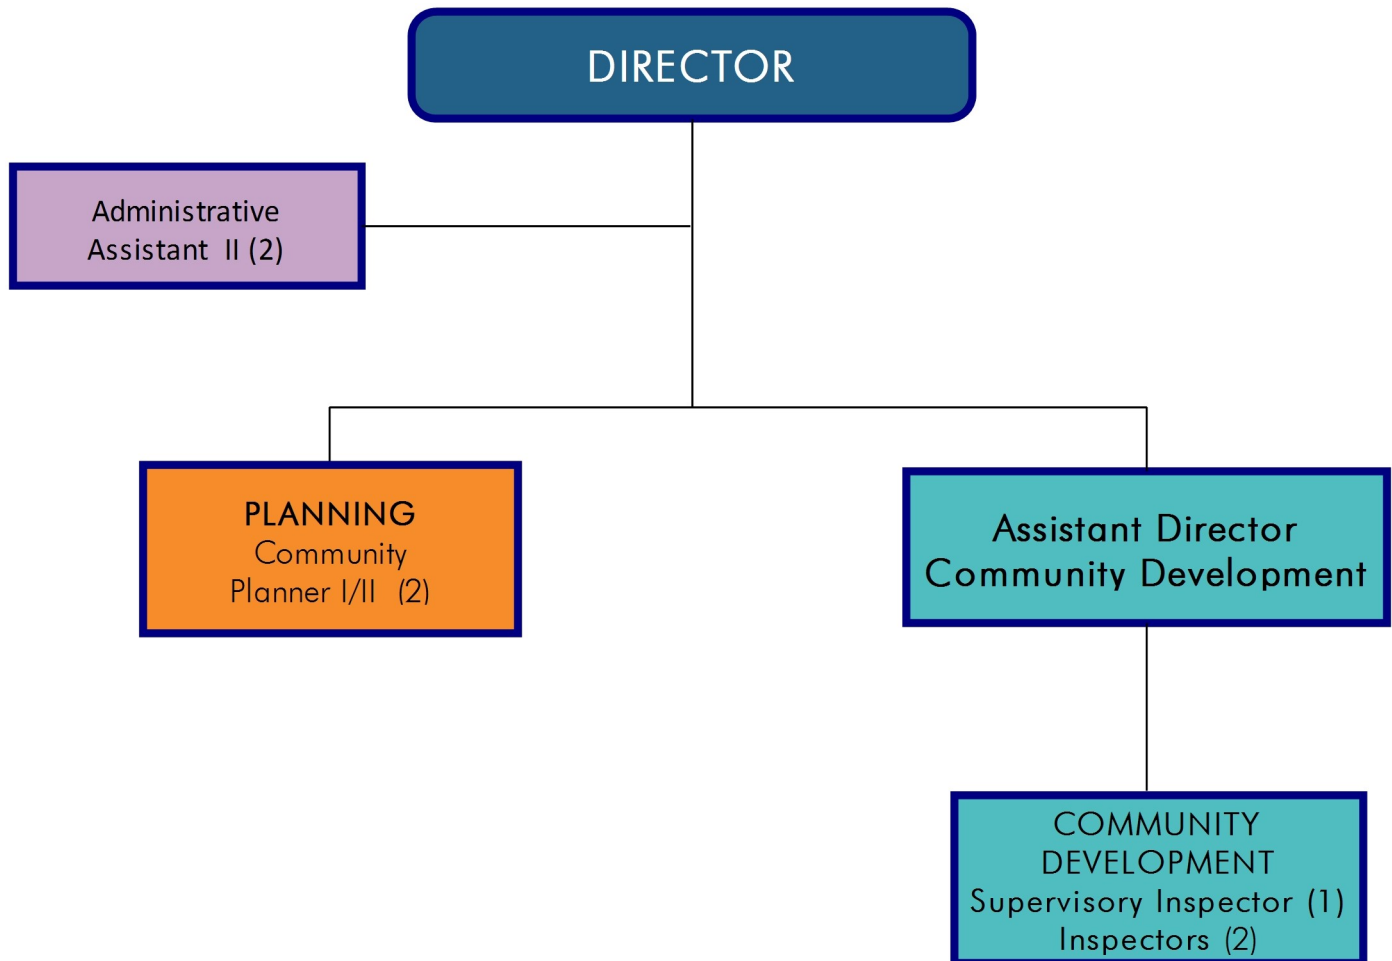 DIRECTOR
Administrative
Assistant II (2)
PLANNING
Community
Planner I/II (2)
Assistant Director
Community Development
COMMUNITY
DEVELOPMENT
Supervisory Inspector (1)
Inspectors (2)